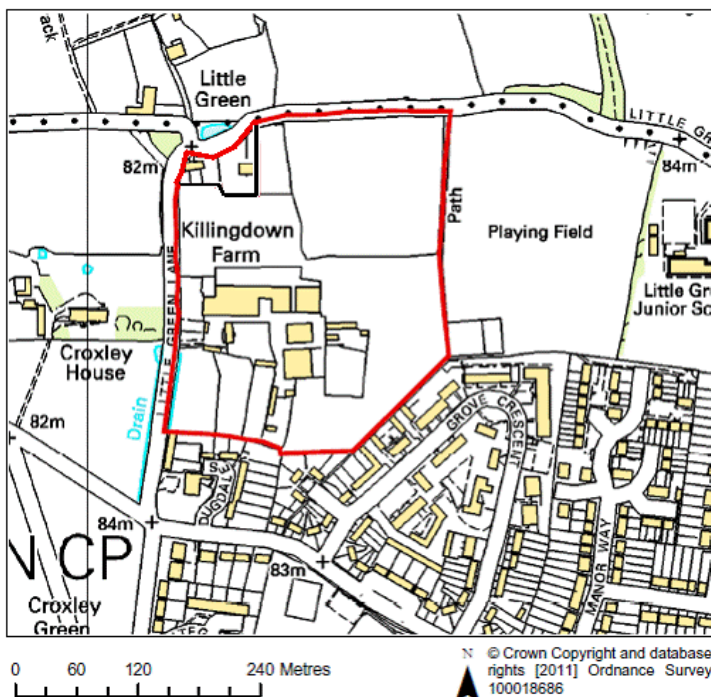 ack
Little
Green
LITTLE GR
82m
84m
Path
Killingdown
Farm
Playing Field
LITTLE GREEN LANE
Little Gr
Junior Sc
Croxley
House
Drain
82m
GROVE CRESCENT
S
DUGDALE
84m
N CP
83m
MANOR WAY
Croxley
Green
0 60 120 240 Metres
N © Crown Copyright and database
rights [2011] Ordnance Survey
100018686